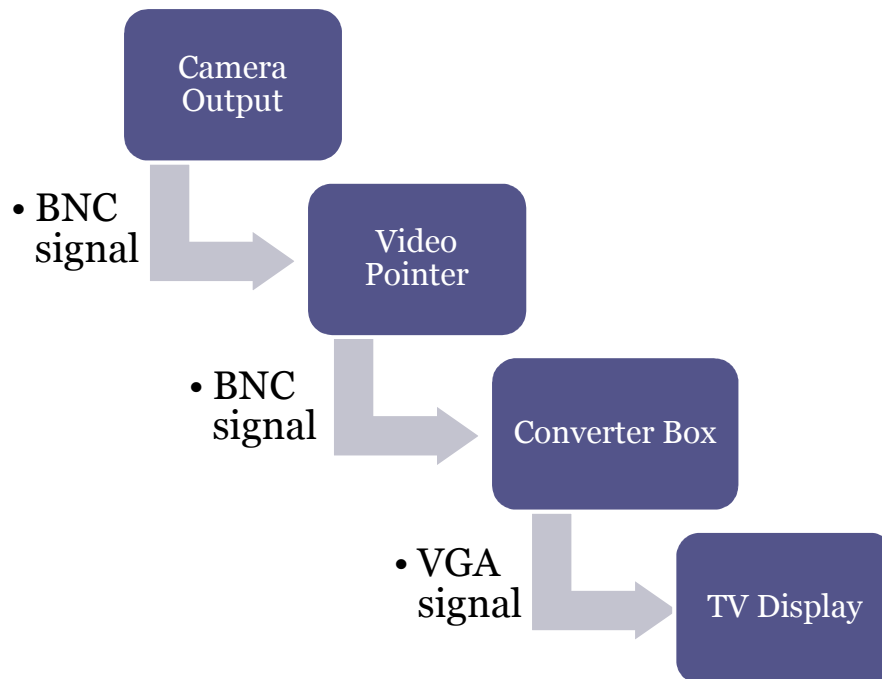 Camera
Output
• BNC
signal
Video
Pointer
• BNC
signal
Converter Box
• VGA
signal
TV Display